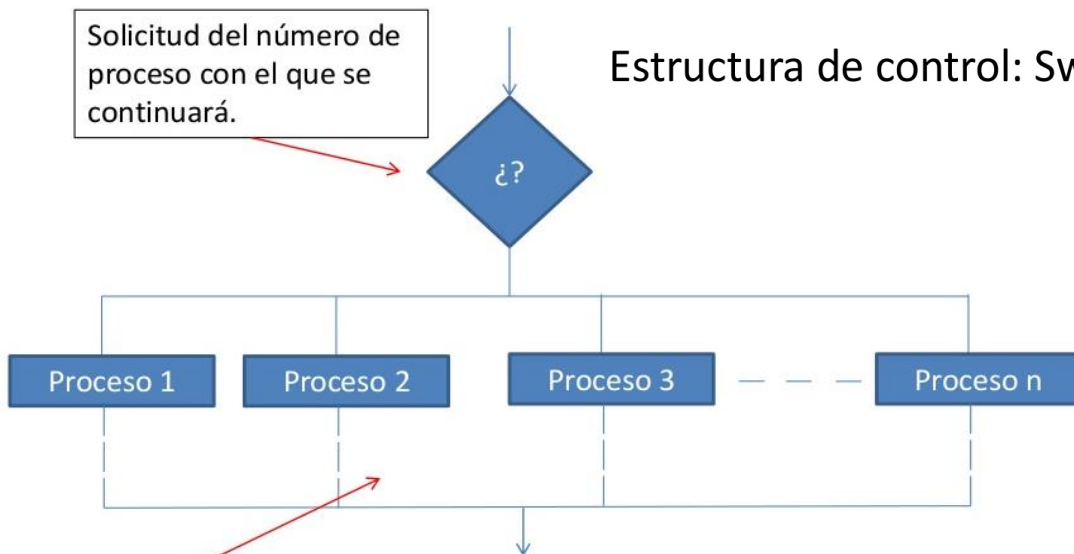 Solicitud del número de
proceso con el que se
continuará.
Estructura de control: Sw
¿?
Proceso 1
Proceso 2
Proceso 3
Proceso n